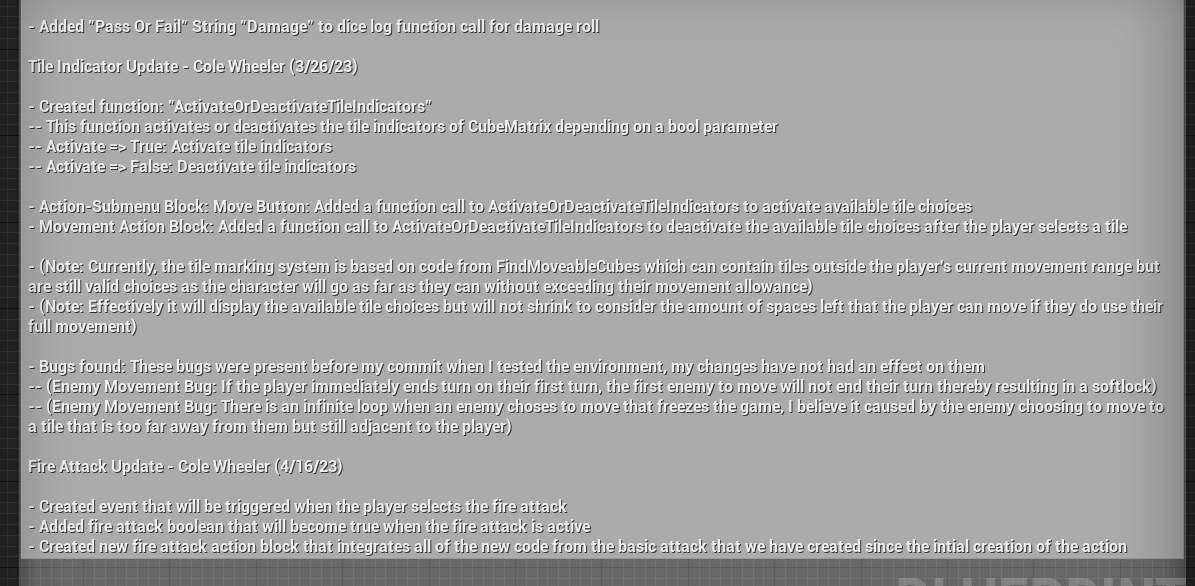 - Added "Pass Or Fail" String "Damage" to dice log function call for damage roll
Tile Indicator Update - Cole Wheeler (3/26/23)
- Created function: "ActivateOrDeactivateTileIndicators"
-- This function activates or deactivates the tile indicators of CubeMatrix depending on a bool parameter
-- Activate => True: Activate tile indicators
-- Activate => False: Deactivate tile indicators
- Action-Submenu Block: Move Button: Added a function call to ActivateOrDeactivateTileIndicators to activate available tile choices
- Movement Action Block: Added a function call to ActivateOrDeactivateTileIndicators to deactivate the available tile choices after the player selects a tile
- (Note: Currently, the tile marking system is based on code from FindMoveableCubes which can contain tiles outside the player's current movement range but
are still valid choices as the character will go as far as they can without exceeding their movement allowance)
- (Note: Effectively it will display the available tile choices but will not shrink to consider the amount of spaces left that the player can move if they do use their
full movement)
- Bugs found: These bugs were present before my commit when I tested the environment, my changes have not had an effect on them
-- (Enemy Movement Bug: If the player immediately ends turn on their first turn, the first enemy to move will not end their turn thereby resulting in a softlock)
-- (Enemy Movement Bug: There is an infinite loop when an enemy choses to move that freezes the game, I believe it caused by the enemy choosing to move to
a tile that is too far away from them but still adjacent to the player)
Fire Attack Update - Cole Wheeler (4/16/23)
- Created event that will be triggered when the player selects the fire attack
- Added fire attack boolean that will become true when the fire attack is active
- Created new fire attack action block that integrates all of the new code from the basic attack that we have created since the intial creation of the action